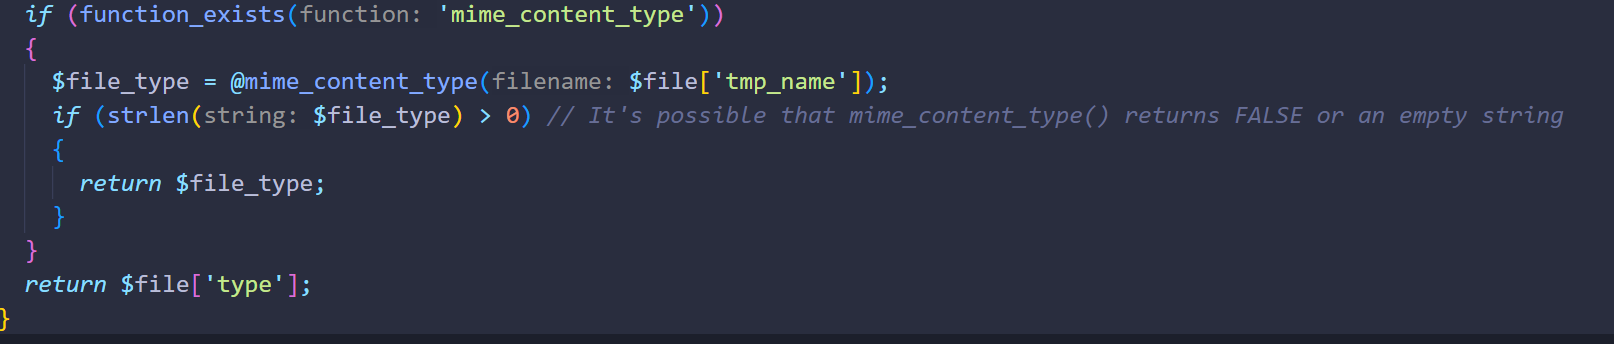 if (function_exists(function: 'mime_content_type'))
{
$file_type = @mime_content_type(filename: $file['tmp_name']);
if (strlen(string: $file_type) > 0) // It's possible that mime_content_type() returns FALSE or an empty string
{
return $file_type;
}
}
return $file['type'];
}